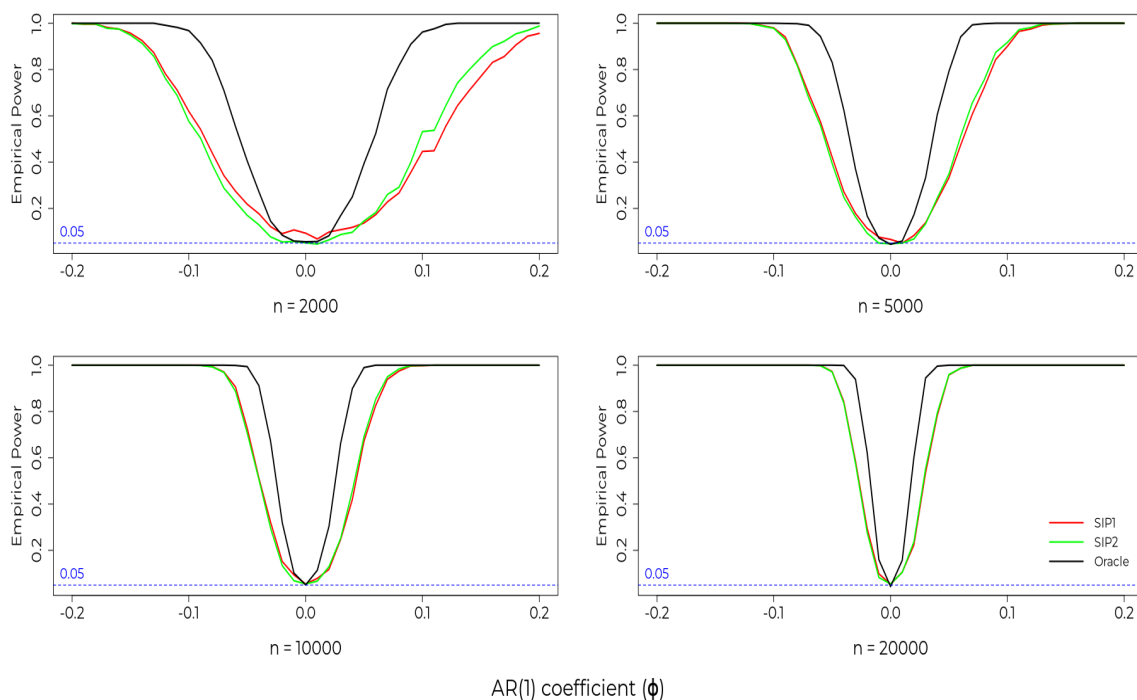 Empirical Power
0.2 0.4 0.6 0.8 1.0
0.05
-0.2 -0.1 0.0 0.1 0.2
n = 2000
Empirical Power
0.2 0.4 0.6 0.8 1.0
0.05
-0.2 -0.1 0.0 0.1 0.2
n = 5000
Empirical Power
0.2 0.4 0.6 0.8 1.0
0.05
-0.2 -0.1 0.0 0.1 0.2
n = 10000
Empirical Power
0.2 0.4 0.6 0.8 1.0
0.05
SIP1
SIP2
Oracle
-0.2 -0.1 0.0 0.1 0.2
n = 20000
AR(1) coefficient (ϕ)